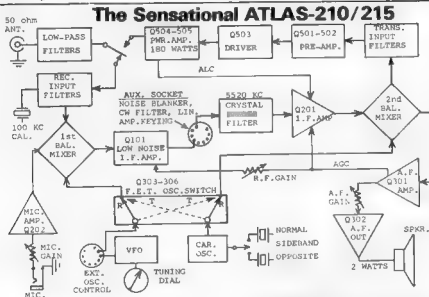 The Sensational ATLAS-210/215
50 ohm
ANT.
LOW-PASS
FILTERS
Q504-505
PWR.AMP.
180 WATTS
Q503
DRIVER
Q501-502
PRE-AMP.
TRANS.
INPUT
FILTERS
ALC
REC.
INPUT
FILTERS
AUX. SOCKET
NOISE BLANKER,
CW FILTER, LIN.
AMP.KEYING
5520 KC
CRYSTAL
FILTER
Q201
I.F.AMP.
2nd
BAL.
MIXER
100 KC
CAL.
1st
BAL.
MIXER
Q101
LOW NOISE
I.F.AMP.
R.F.GAIN
AGC
A.F.
Q301
AMP.
A.F.
GAIN
Q303-306
F.E.T. OSC.SWITCH
R
T
T
R
MIC.
AMP.
Q202
Q302
A.F.
OUT
SPKR.
2 WATTS
MIC.
GAIN
MIC.
EXT.
OSC.
CONTROL
VFO
TUNING
DIAL
CAR.
OSC.
NORMAL
SIDEBAND
OPPOSITE